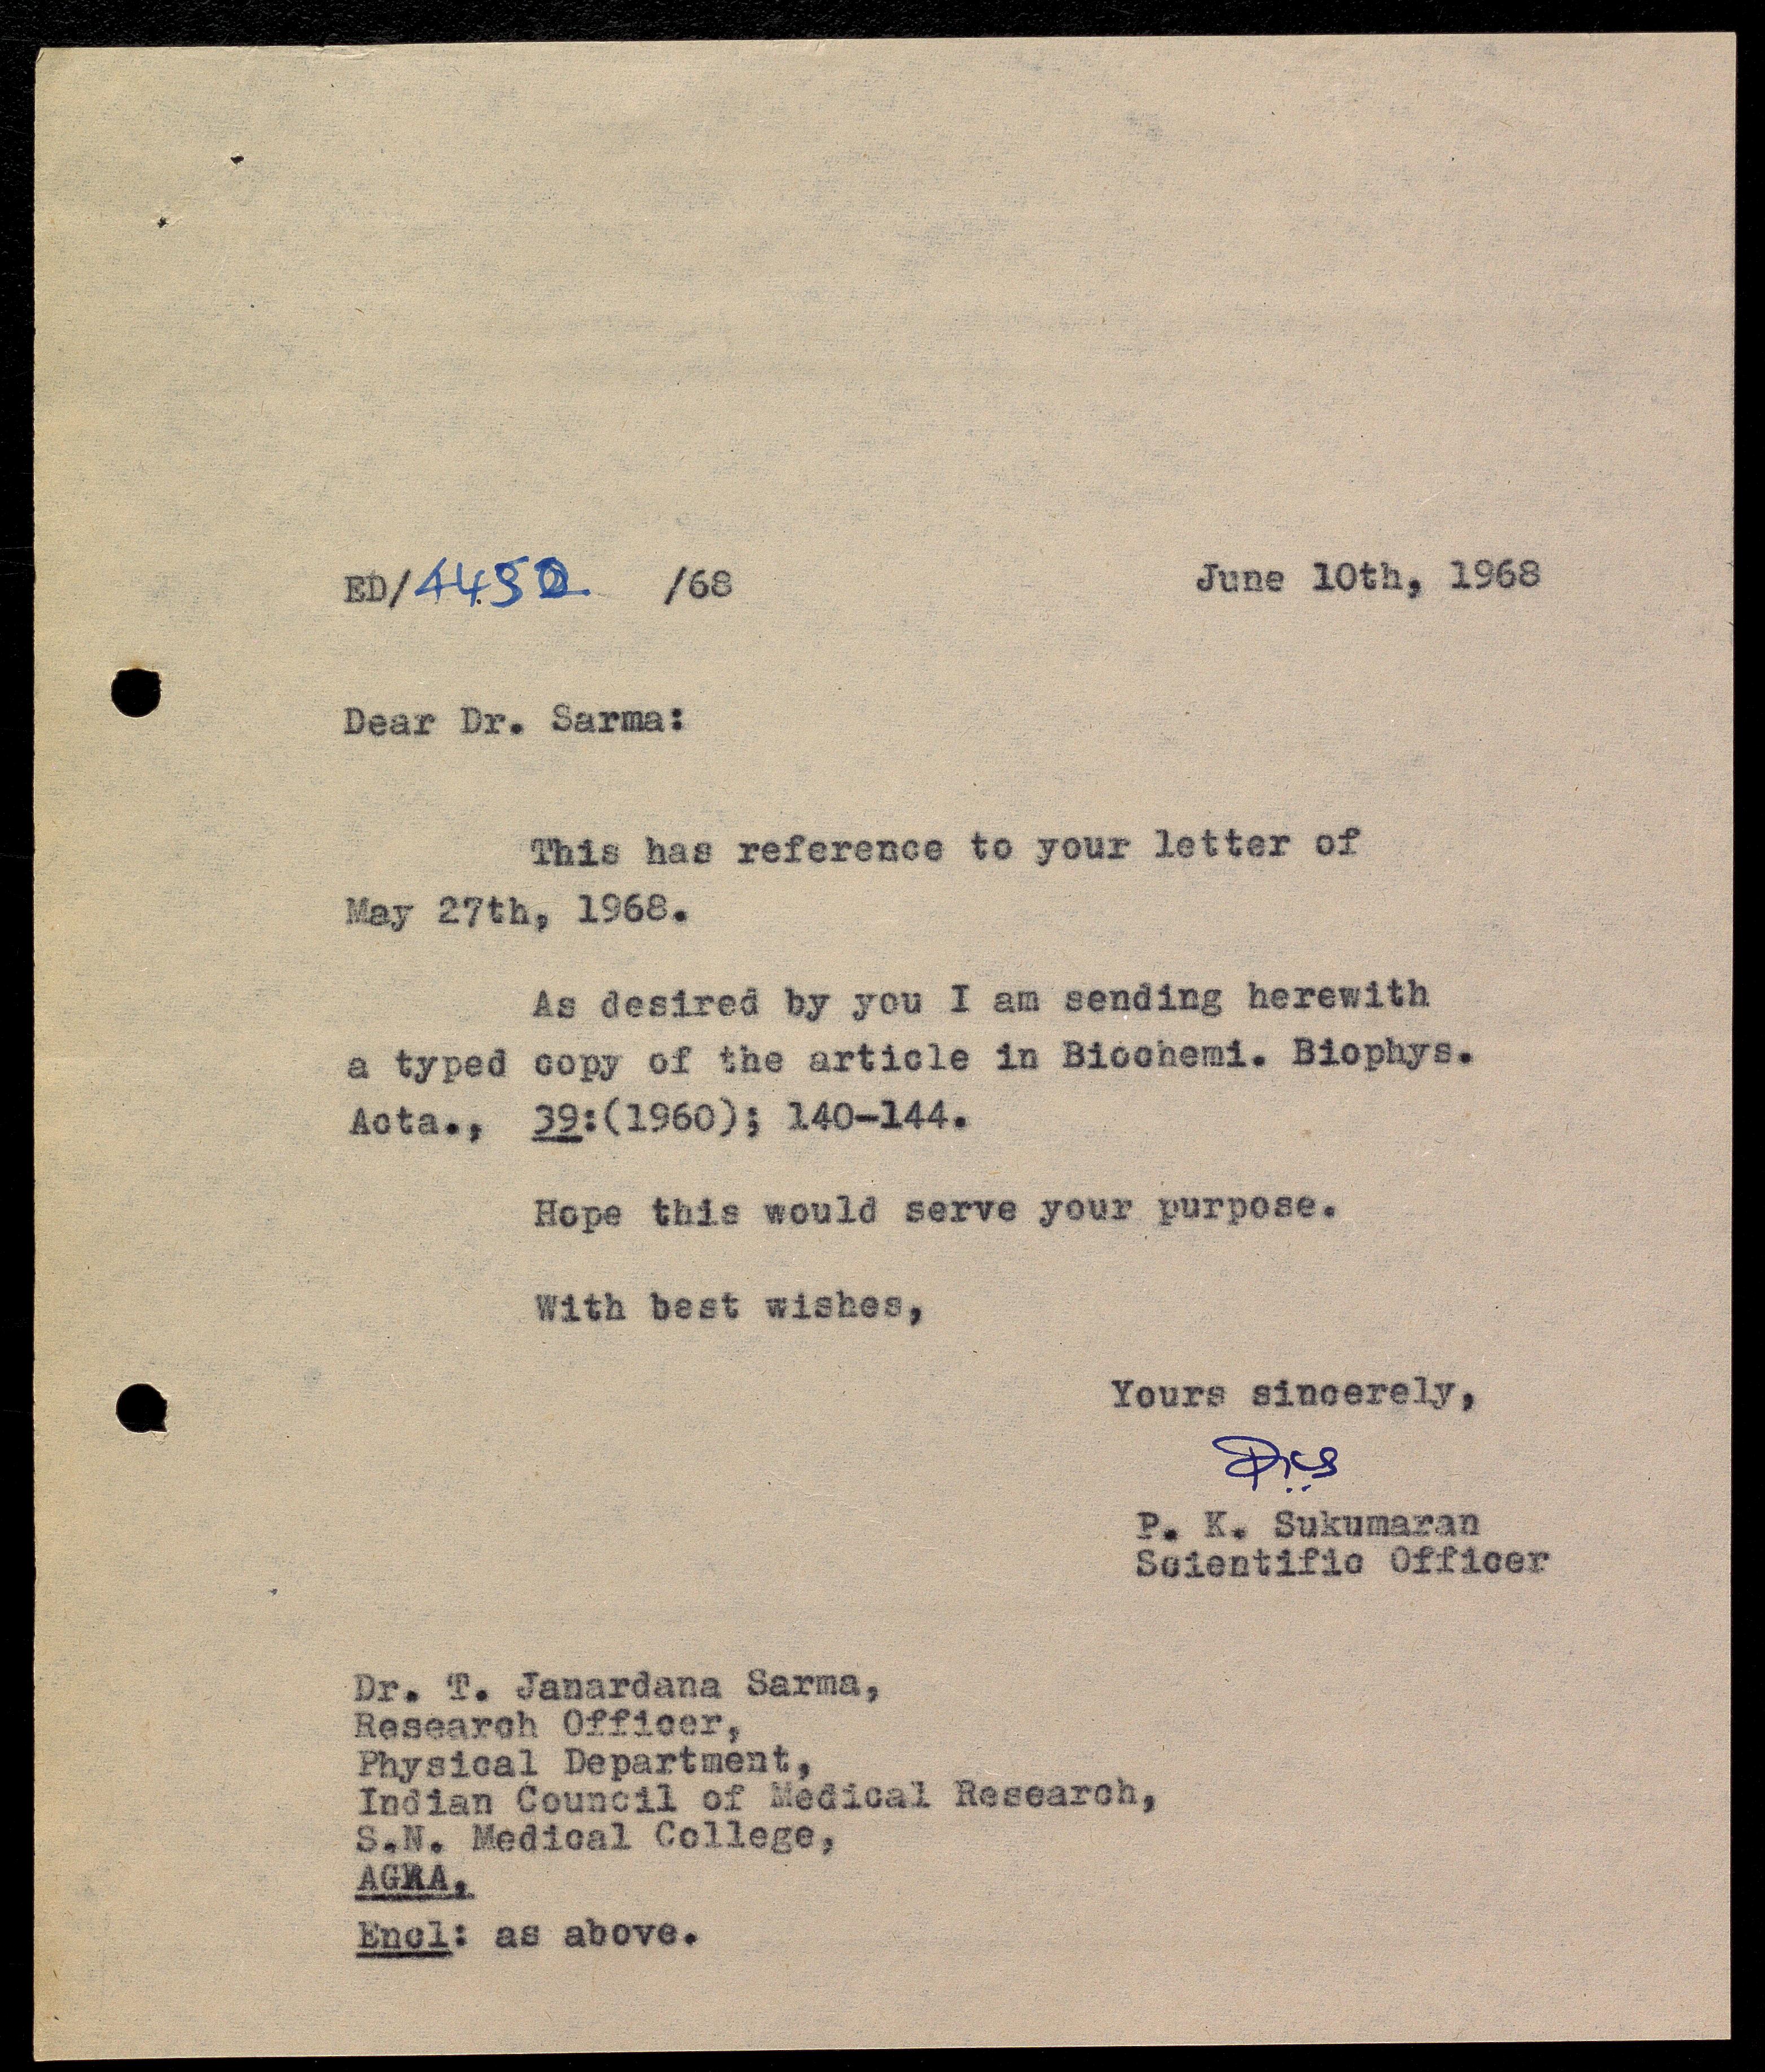 ED/4452 /68 June 10th, 1968
Dear Dr. Sarma:
This has reference to your letter of
May 27th, 1968.
As desired by you I am sending herewith
a typed copy of the article in Biochemi. Biophys.
Acta., 39:(1960); 140-144.
Hope this would serve your purpose.
With best wishes,
Yours sincerely,
P. K. Sukumaran
Scientific Officer
Dr. T. Janardana Sarma,
Research Officer,
Physical Department,
Indian Council of Medical Research,
S.N. Medical College,
AGRA,
Encl: as above.